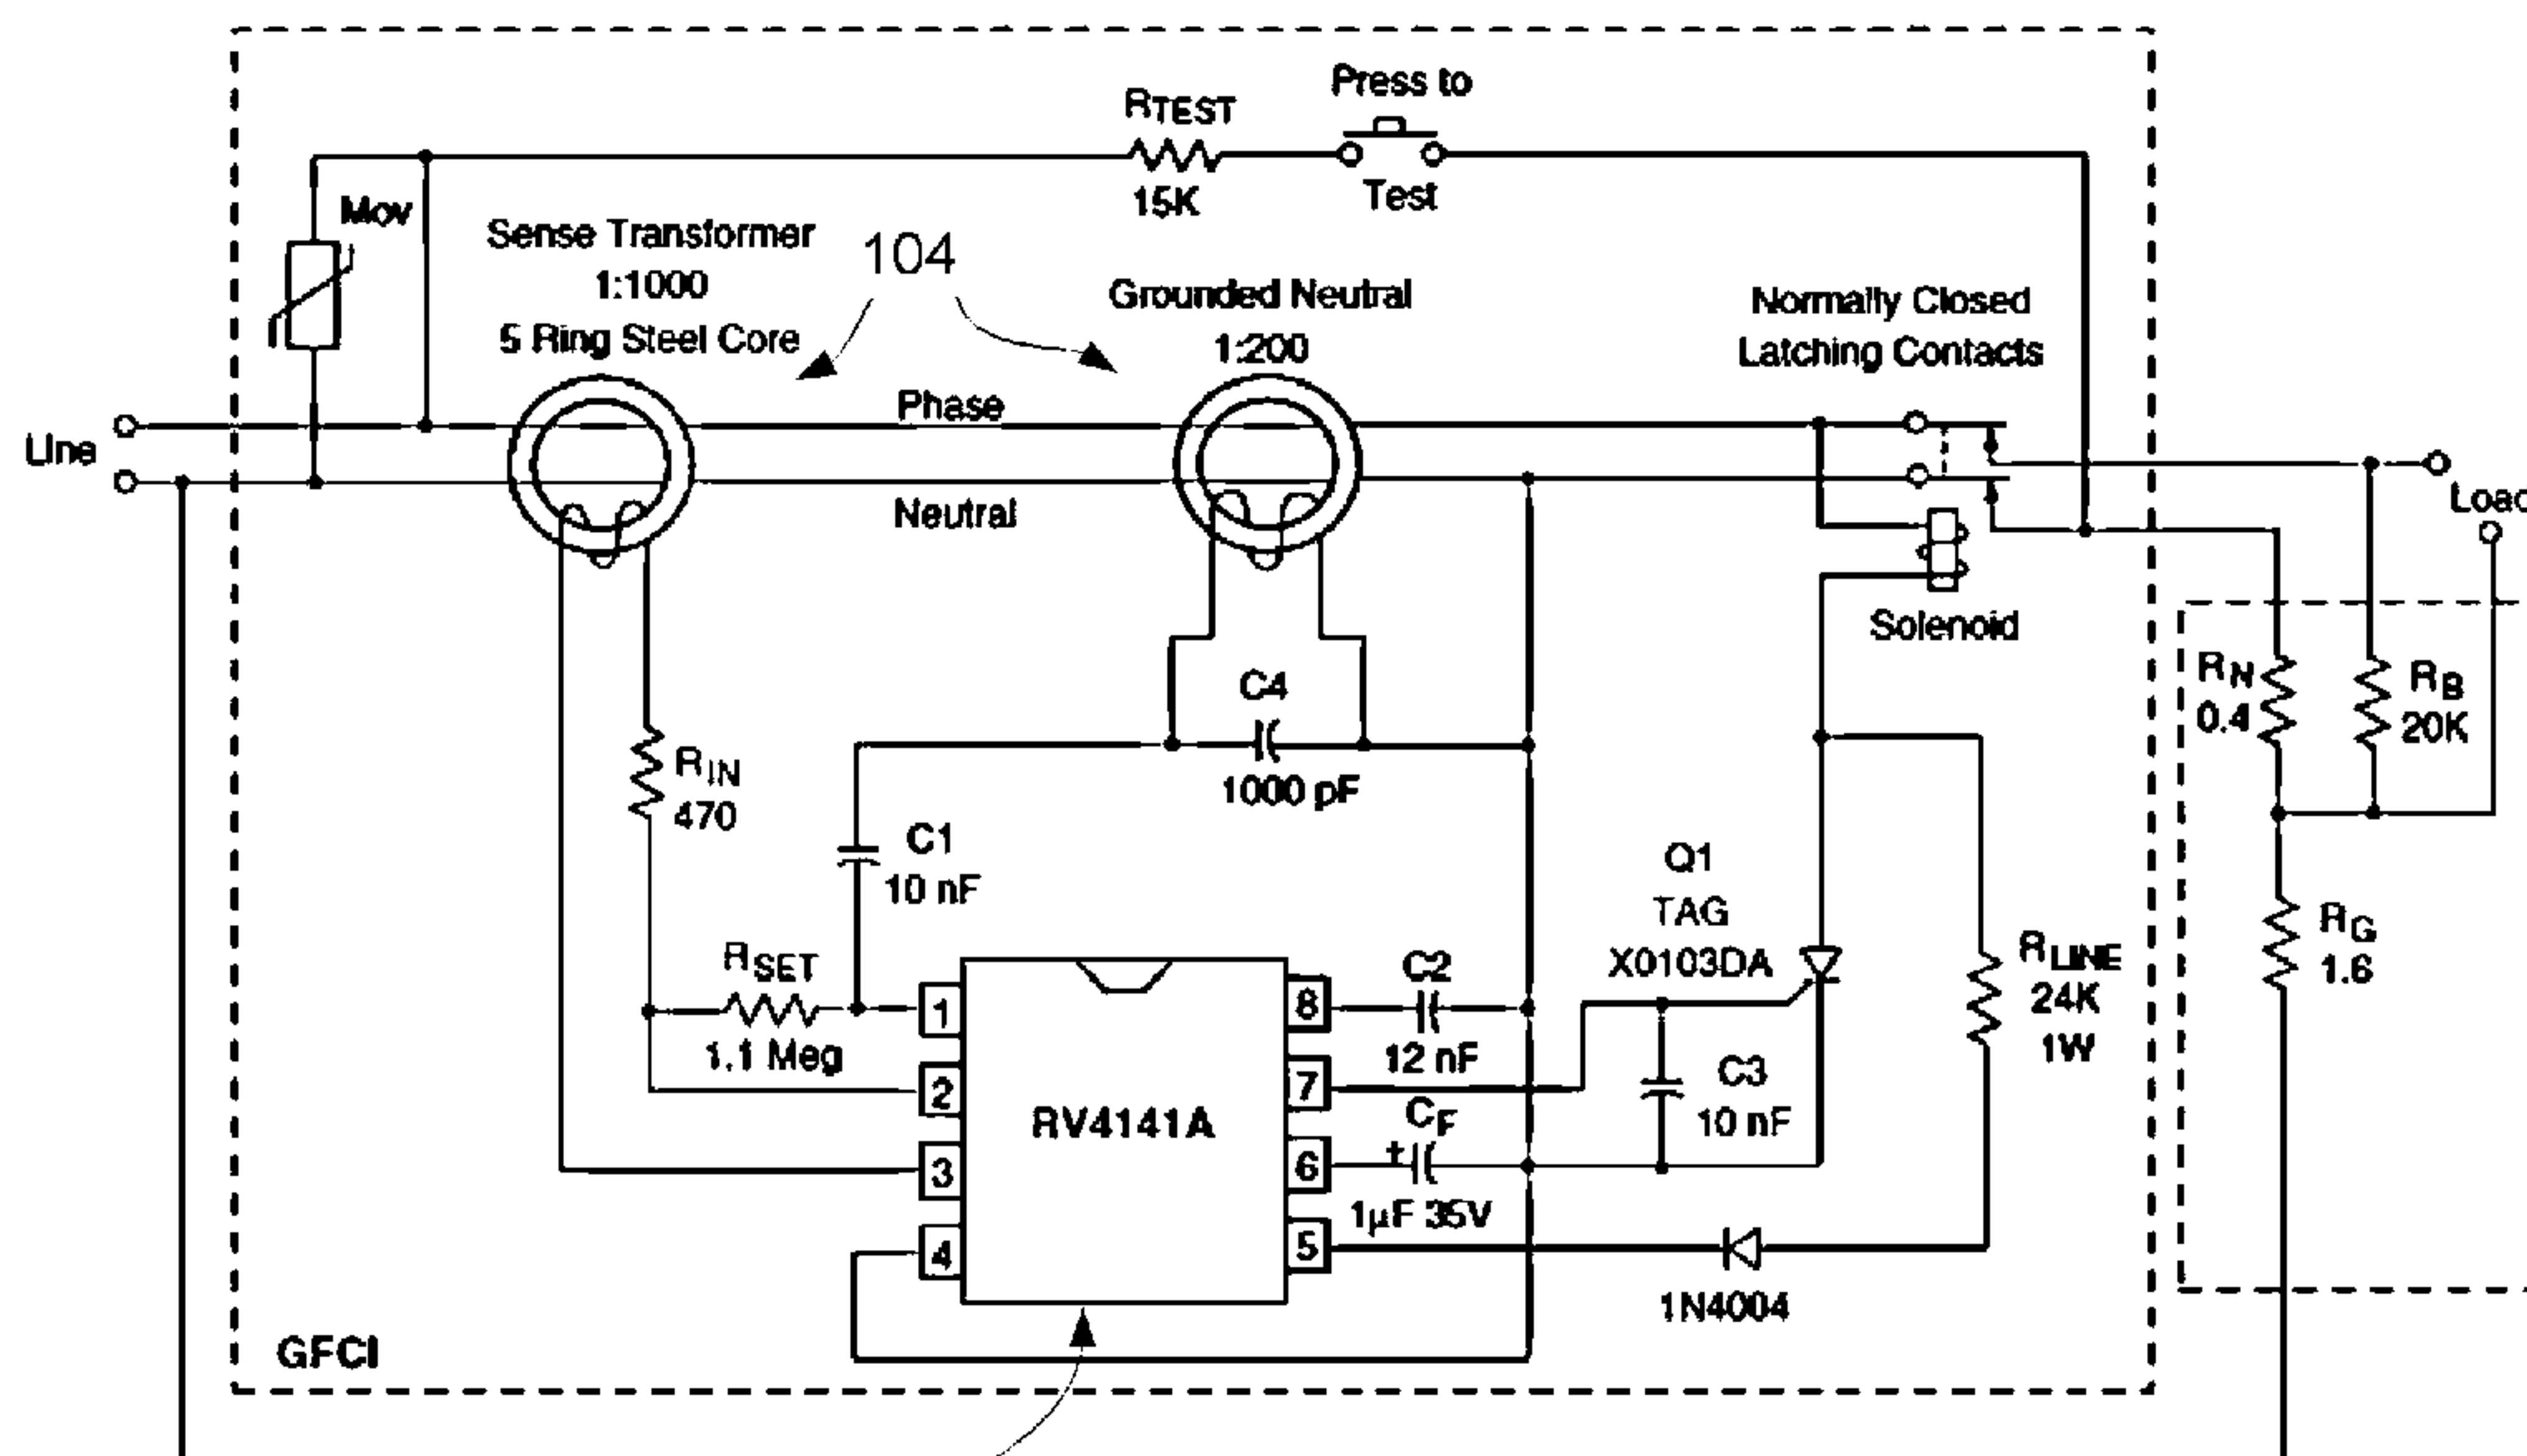 Press to
RTEST
15K
Test
Mov
Sense Transformer
1:1000
5 Ring Steel Core
104
Grounded Neutral
1:200
Normally Closed
Latching Contacts
Line
Phase
Neutral
Load
Solenoid
RN
0.4
RB
20K
C4
1000 pF
RIN
470
C1
10 nF
Q1
TAG
X0103DA
RG
1.6
RLINE
24K
1W
RSET
1.1 Meg
C2
12 nF
C3
10 nF
CF
+
1µF 35V
1
2
3
4
8
7
6
5
RV4141A
1N4004
GFCI